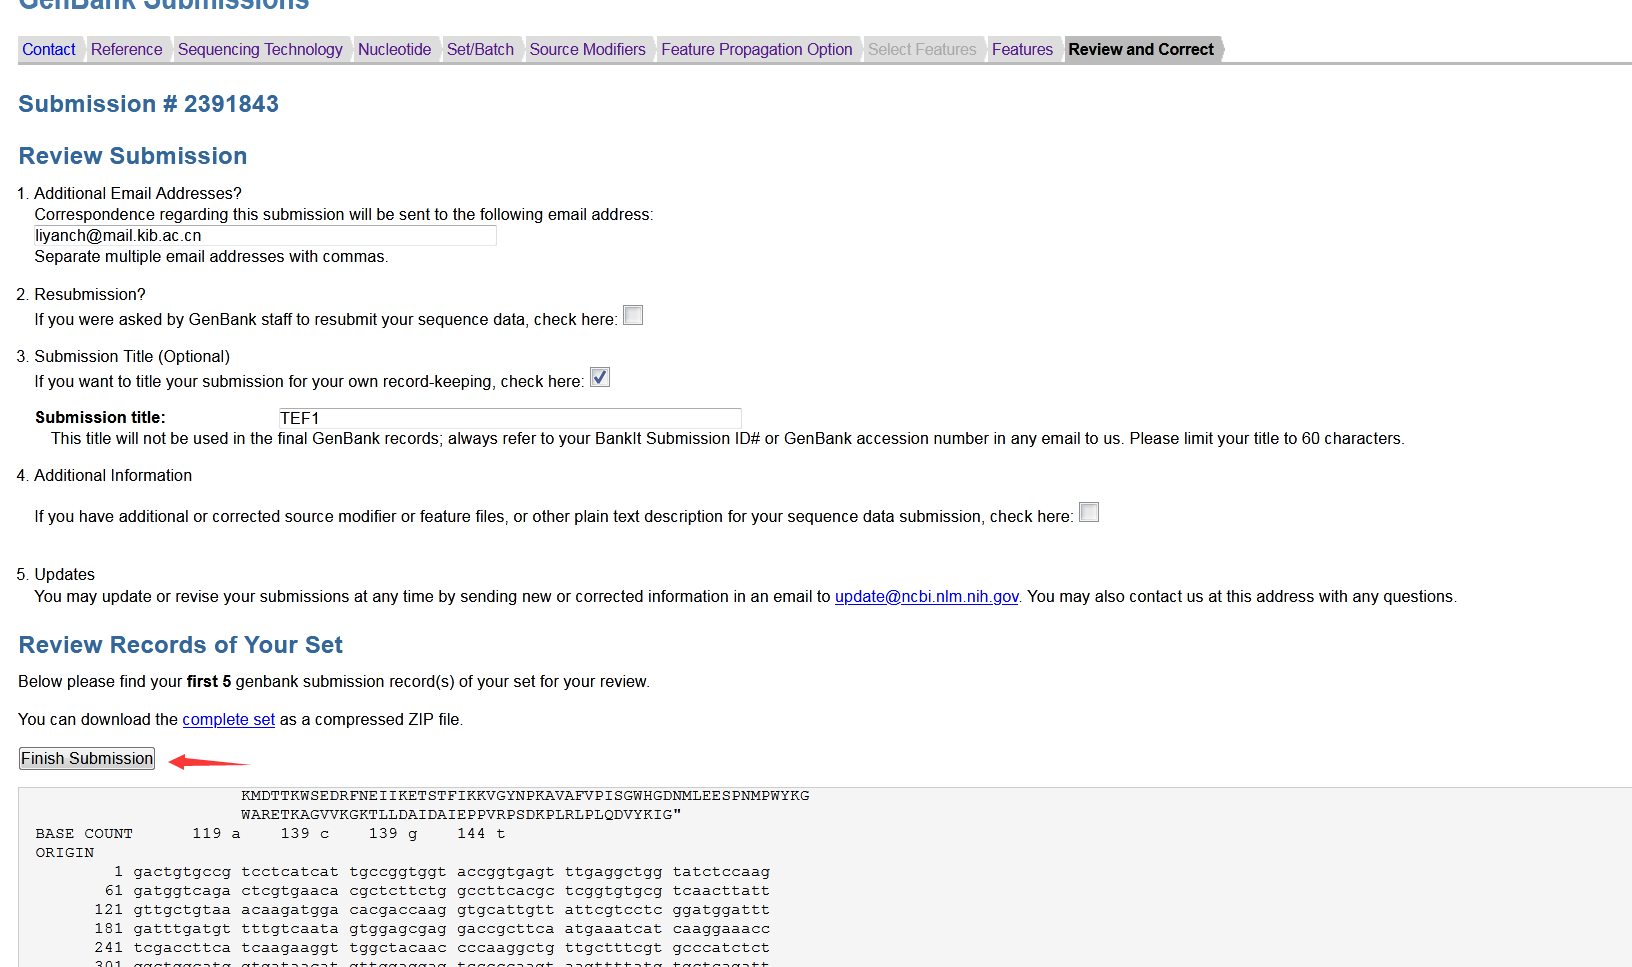 GenBank Submissions
Contact Reference Sequencing Technology Nucleotide Set/Batch Source Modifiers Feature Propagation Option Select Features Features Review and Correct
Submission # 2391843
Review Submission
1. Additional Email Addresses?
Correspondence regarding this submission will be sent to the following email address:
liyanch@mail.kib.ac.cn
Separate multiple email addresses with commas.
2. Resubmission?
If you were asked by GenBank staff to resubmit your sequence data, check here:
3. Submission Title (Optional)
If you want to title your submission for your own record-keeping, check here:
Submission title: TEF1
This title will not be used in the final GenBank records; always refer to your BankIt Submission ID# or GenBank accession number in any email to us. Please limit your title to 60 characters.
4. Additional Information
If you have additional or corrected source modifier or feature files, or other plain text description for your sequence data submission, check here:
5. Updates
You may update or revise your submissions at any time by sending new or corrected information in an email to update@ncbi.nlm.nih.gov. You may also contact us at this address with any questions.
Review Records of Your Set
Below please find your first 5 genbank submission record(s) of your set for your review.
You can download the complete set as a compressed ZIP file.
Finish Submission
KMDTTKWSEDRFNEIIKETSTFIKKVGYNPKAVAFVPISGWHGDNMLEESPNMPWYKG
WARETKAGVVKGKTLLDAIDAIEPPVRPSDKPLRLPLQDVYKIG"
BASE COUNT 119 a 139 c 139 g 144 t
ORIGIN
1 gactgtgccg tcctcatcat tgccggtggt accggtgagt ttgaggctgg tatctccaag
61 gatggtcaga ctcgtgaaca cgctcttctg gccttcacgc tcggtgtgcg tcaacttatt
121 gttgctgtaa acaagatgga cacgaccaag gtgcattgtt attcgtcctc ggatggattt
181 gatttgatgt tttgtcaata gtggagcgag gaccgcttca atgaaatcat caaggaaacc
241 tcgaccttca tcaagaaggt tggctacaac cccaaggctg ttgctttcgt gcccatctct
301